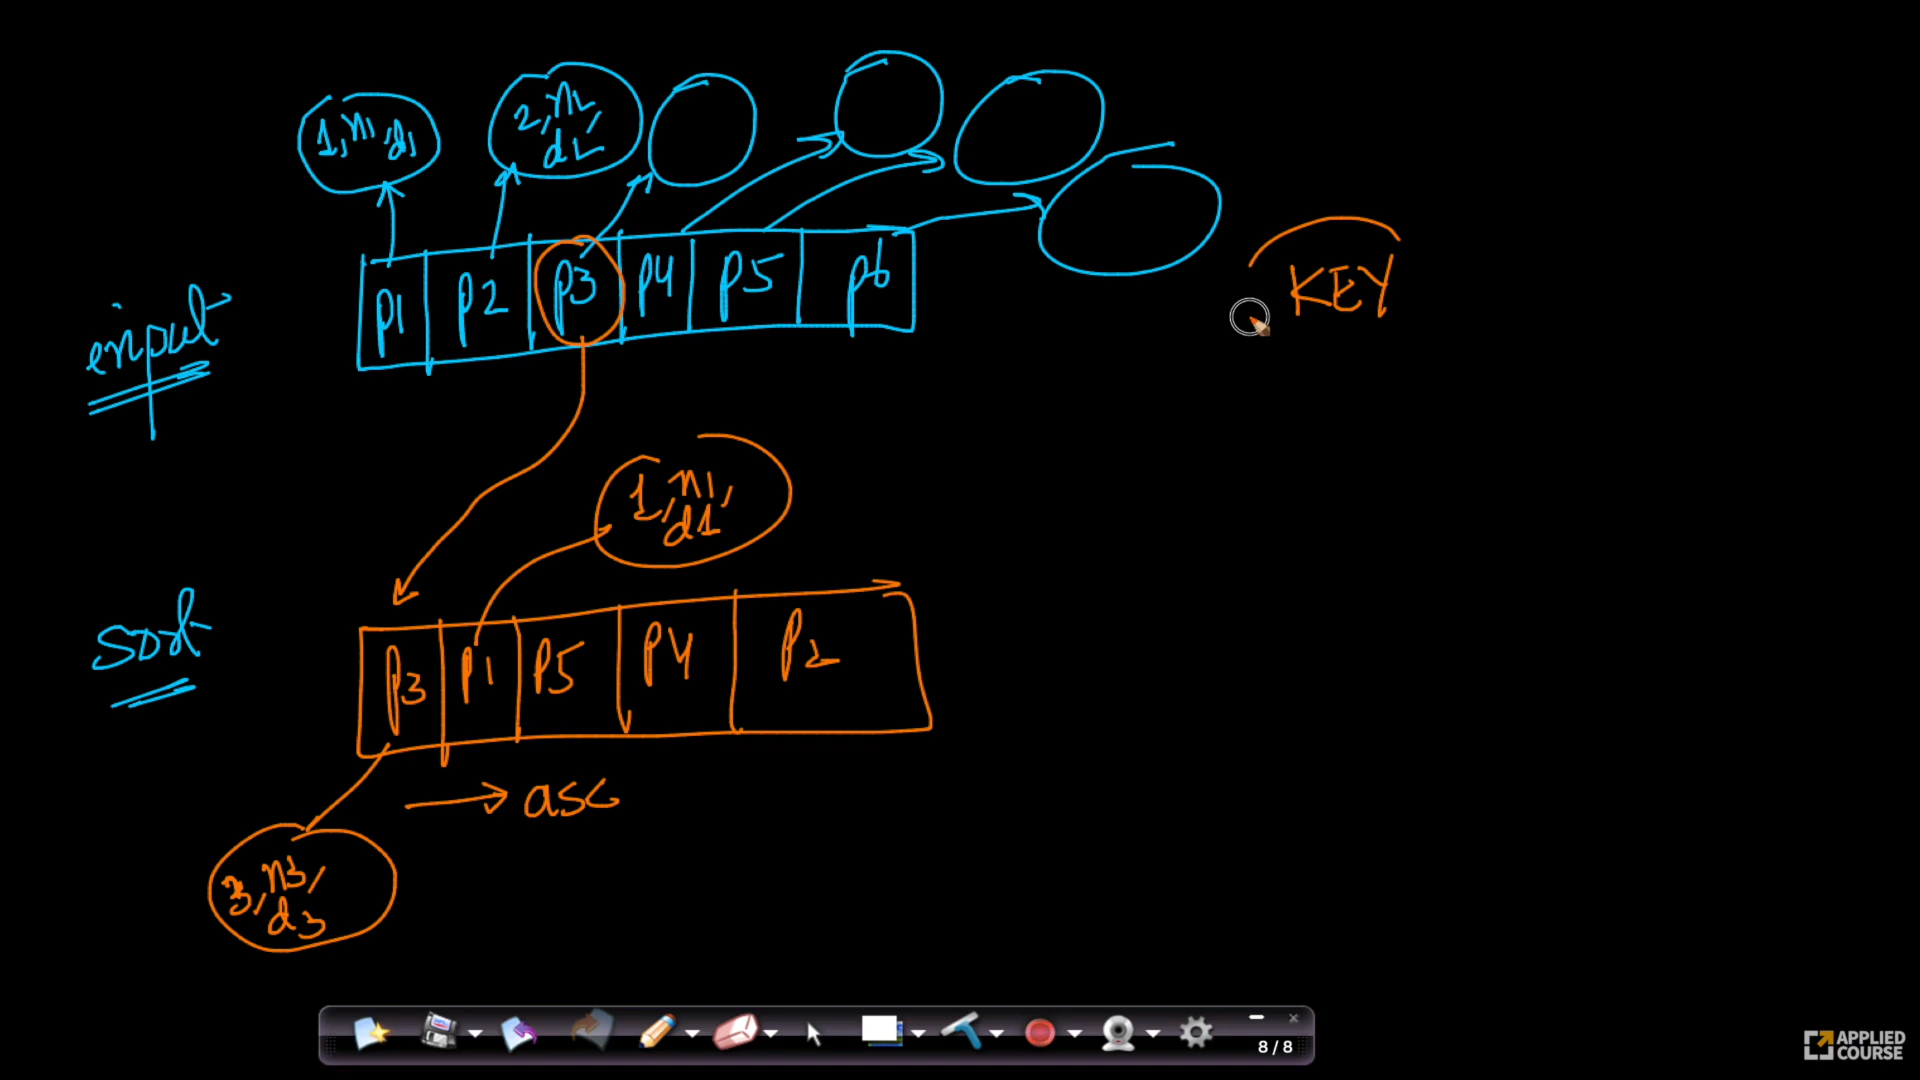 1, n1, d1
2, n2,
d2
input
p1 p2 p3 p4 p5 p6
KEY
1, n1,
d1
sort
p3 p1 p5 p4 p2
→ asc
3, n3,
d3
8/8
APPLIED
COURSE